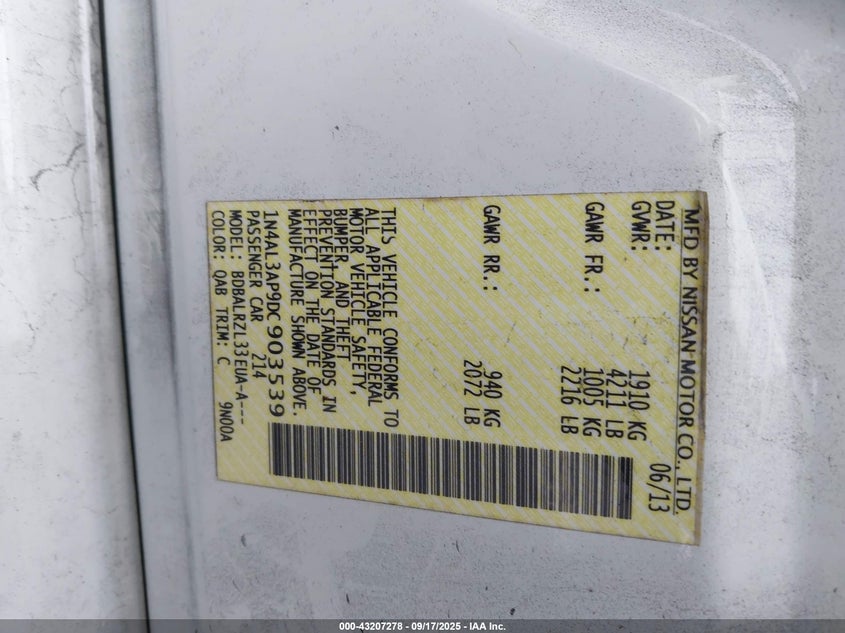 MFD BY NISSAN MOTOR CO., LTD.
DATE: 06/13
GVWR: 1910 KG
4211 LB
GAWR FR.: 1005 KG
2216 LB
GAWR RR.: 940 KG
2072 LB
THIS VEHICLE CONFORMS TO
ALL APPLICABLE FEDERAL
MOTOR VEHICLE SAFETY,
BUMPER, AND THEFT
PREVENTION STANDARDS IN
EFFECT ON THE DATE OF
MANUFACTURE SHOWN ABOVE.
1N4AL3AP9DC903539
PASSENGER CAR 214
MODEL: BDBALRZL33EUA-A---
COLOR: QAB TRIM: C 9N00A
000-43207278 - 09/17/2025 - IAA Inc.